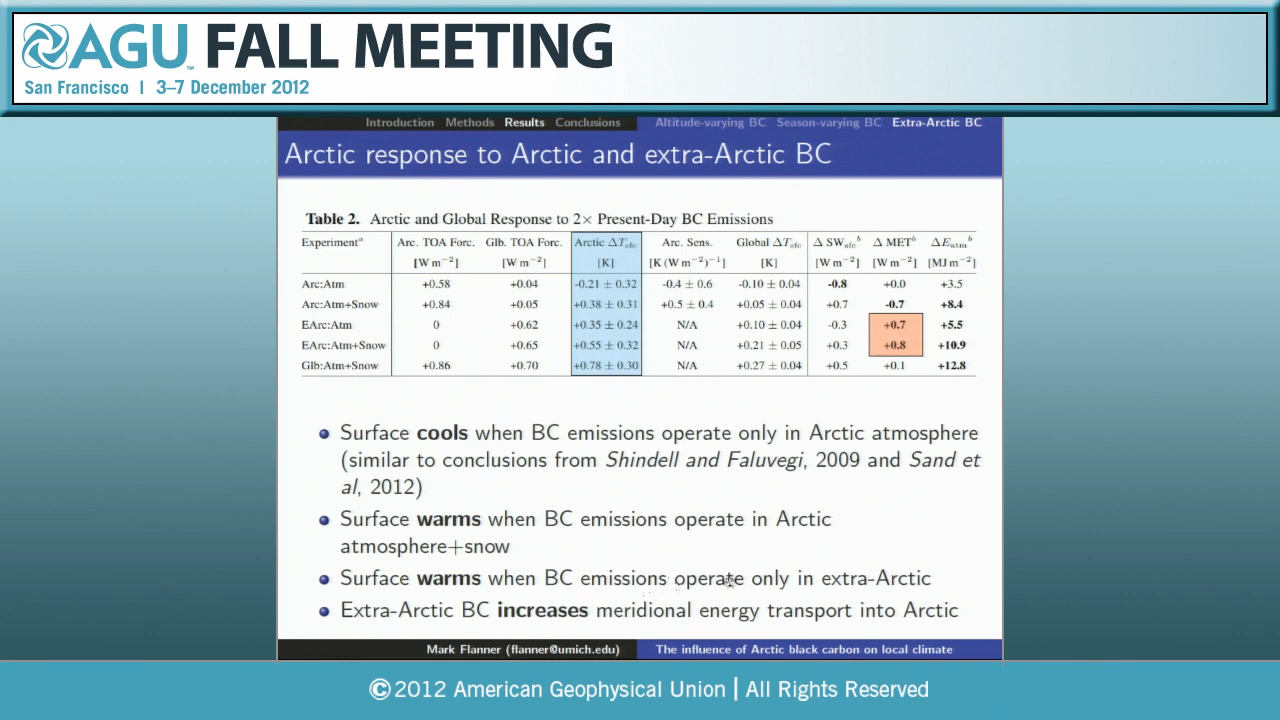 AGU™ FALL MEETING
San Francisco | 3–7 December 2012
Introduction Methods Results Conclusions Altitude-varying BC Season-varying BC Extra-Arctic BC
Arctic response to Arctic and extra-Arctic BC
Table 2. Arctic and Global Response to 2× Present-Day BC Emissions
Experimentᵃ Arc. TOA Forc. Glb. TOA Forc. Arctic ΔTsfc Arc. Sens. Global ΔTsfc Δ SWsfcᵇ Δ METᵇ ΔEatmᵇ
[W m⁻²] [W m⁻²] [K] [K (W m⁻²)⁻¹] [K] [W m⁻²] [W m⁻²] [MJ m⁻²]
Arc:Atm +0.58 +0.04 -0.21 ± 0.32 -0.4 ± 0.6 -0.10 ± 0.04 -0.8 +0.0 +3.5
Arc:Atm+Snow +0.84 +0.05 +0.38 ± 0.31 +0.5 ± 0.4 +0.05 ± 0.04 +0.7 -0.7 +8.4
EArc:Atm 0 +0.62 +0.35 ± 0.24 N/A +0.10 ± 0.04 -0.3 +0.7 +5.5
EArc:Atm+Snow 0 +0.65 +0.55 ± 0.32 N/A +0.21 ± 0.05 +0.3 +0.8 +10.9
Glb:Atm+Snow +0.86 +0.70 +0.78 ± 0.30 N/A +0.27 ± 0.04 +0.5 +0.1 +12.8
Surface cools when BC emissions operate only in Arctic atmosphere
(similar to conclusions from Shindell and Faluvegi, 2009 and Sand et
al, 2012)
Surface warms when BC emissions operate in Arctic
atmosphere+snow
Surface warms when BC emissions operate only in extra-Arctic
Extra-Arctic BC increases meridional energy transport into Arctic
Mark Flanner (flanner@umich.edu) The influence of Arctic black carbon on local climate
©2012 American Geophysical Union | All Rights Reserved